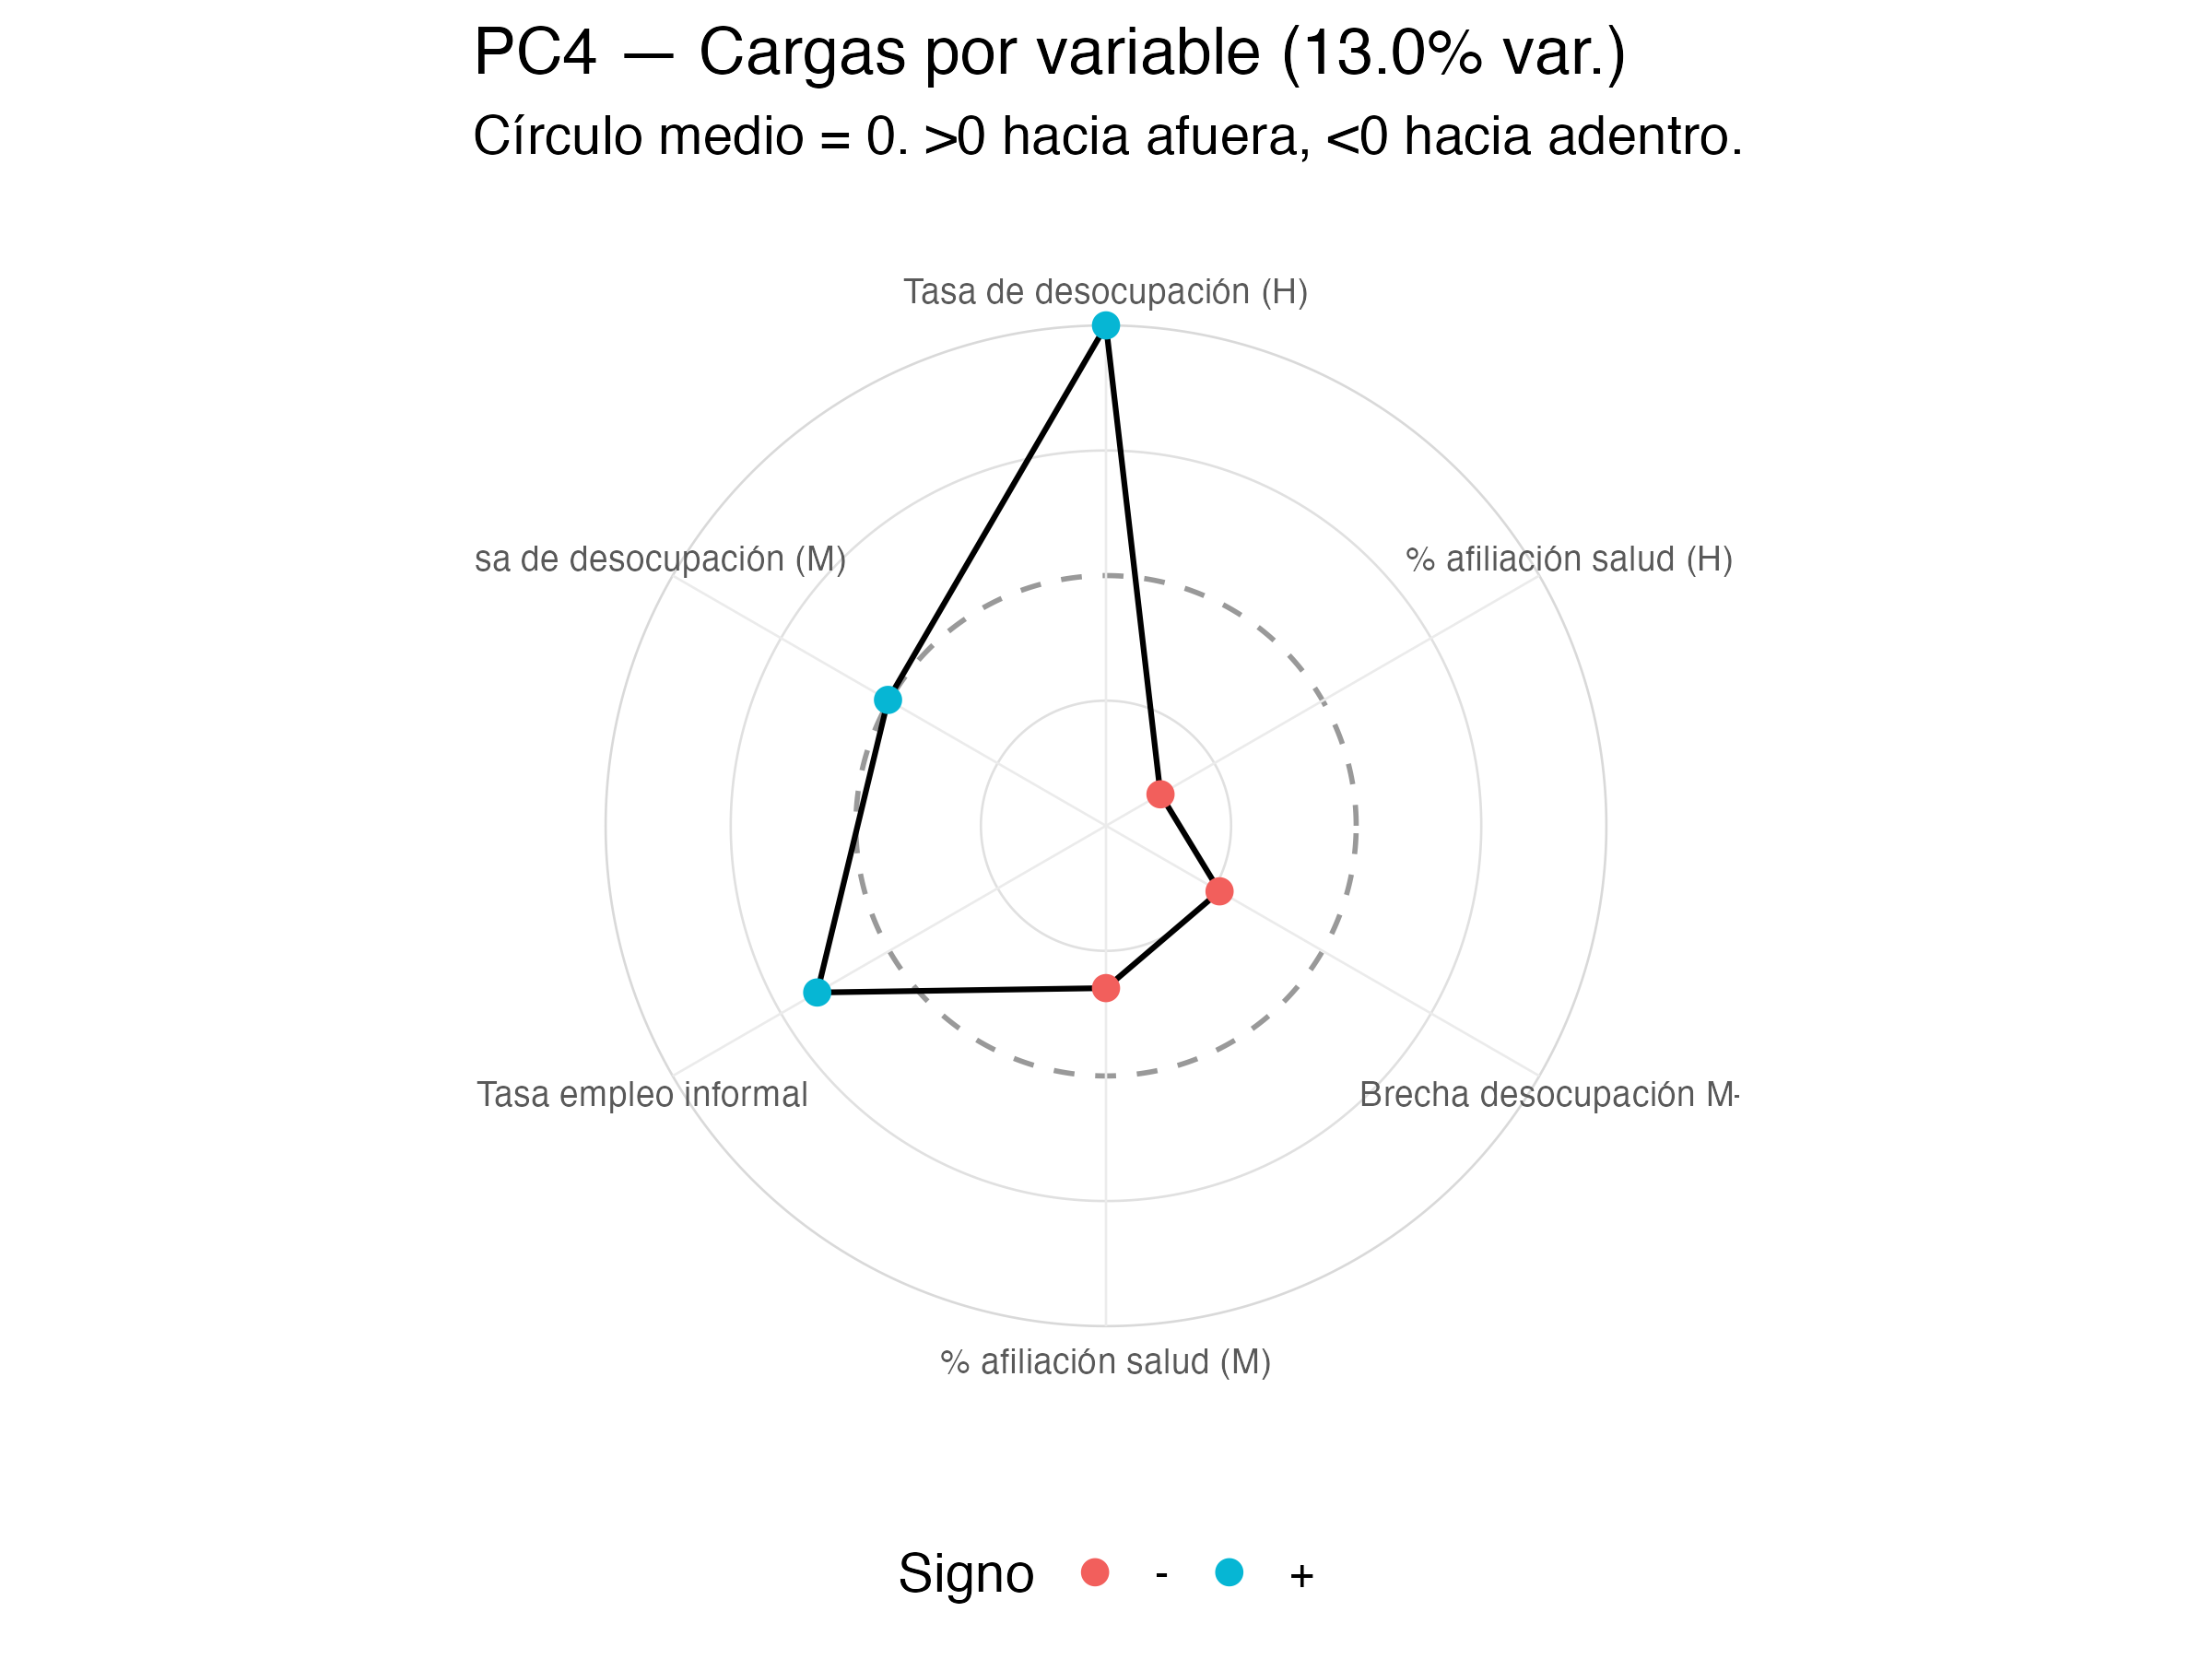 PC4 — Cargas por variable (13.0% var.)
Círculo medio = 0. >0 hacia afuera, <0 hacia adentro.
Tasa de desocupación (H)
sa de desocupación (M)
% afiliación salud (H)
Tasa empleo informal
Brecha desocupación M-
% afiliación salud (M)
Signo - +